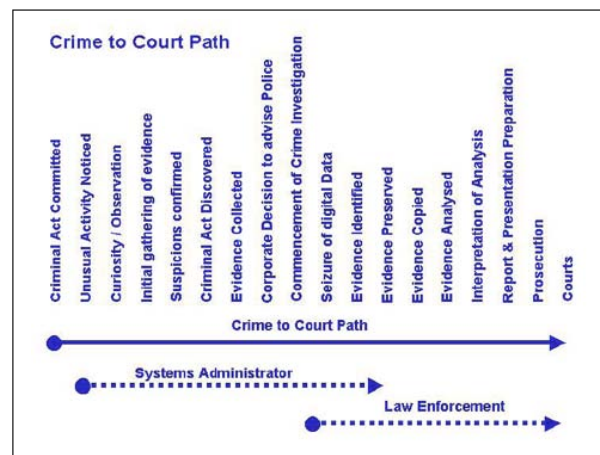 Crime to Court Path
Criminal Act Committed
Unusual Activity Noticed
Curiosity / Observation
Initial gathering of evidence
Suspicions confirmed
Criminal Act Discovered
Evidence Collected
Corporate Decision to advise Police
Commencement of Crime Investigation
Seizure of digital Data
Evidence Identified
Evidence Preserved
Evidence Copied
Evidence Analysed
Interpretation of Analysis
Report & Presentation Preparation
Prosecution
Courts
Crime to Court Path
Systems Administrator
Law Enforcement